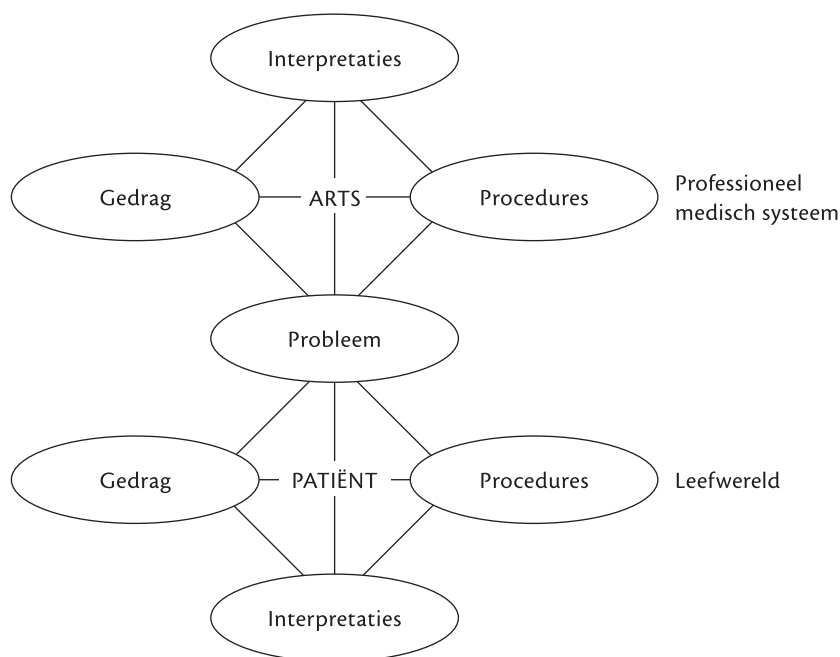 Interpretaties
Gedrag
ARTS
Procedures
Professioneel
medisch systeem
Probleem
Gedrag
PATIËNT
Procedures
Leefwereld
Interpretaties